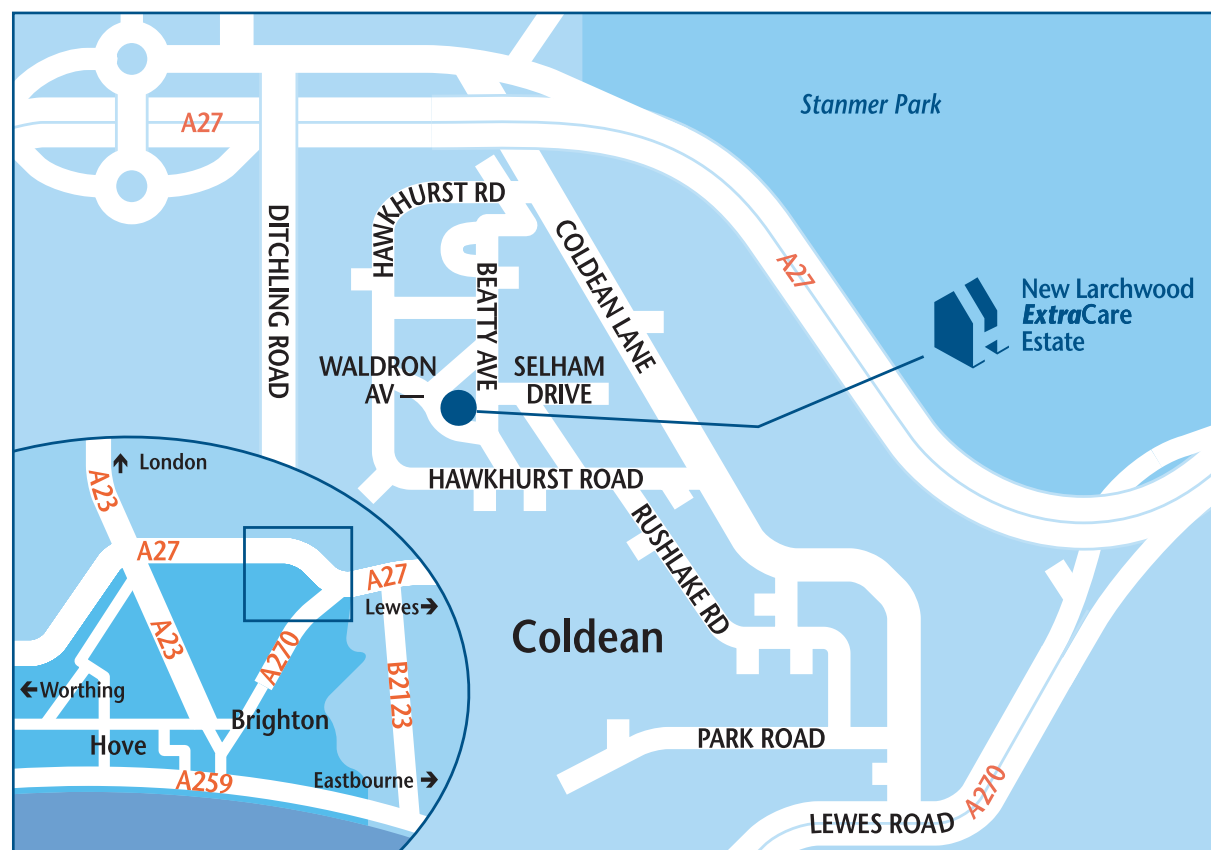 Stanmer Park
A27
HAWKHURST RD
DITCHLING ROAD
BEATTY AVE
COLDEAN LANE
A27
New Larchwood
ExtraCare
Estate
WALDRON
AV
SELHAM
DRIVE
HAWKHURST ROAD
RUSHLAKE RD
Coldean
PARK ROAD
LEWES ROAD
A270
London
A23
A27
A27
Lewes
A23
A270
B2123
Worthing
Brighton
Hove
A259
Eastbourne